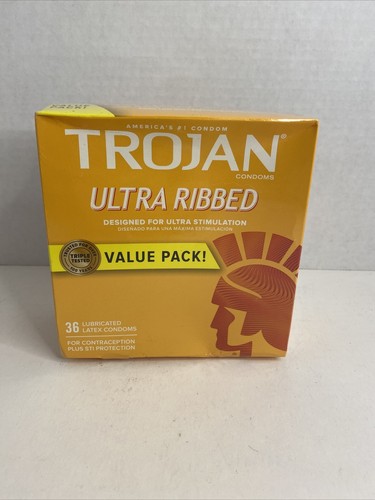 AMERICA'S #1 CONDOM
TROJAN®
CONDOMS
ULTRA RIBBED
DESIGNED FOR ULTRA STIMULATION
DISEÑADO PARA UNA MÁXIMA ESTIMULACIÓN
TRIPLE
TESTED
VALUE PACK!
36 LUBRICATED
LATEX CONDOMS
FOR CONTRACEPTION
PLUS STI PROTECTION